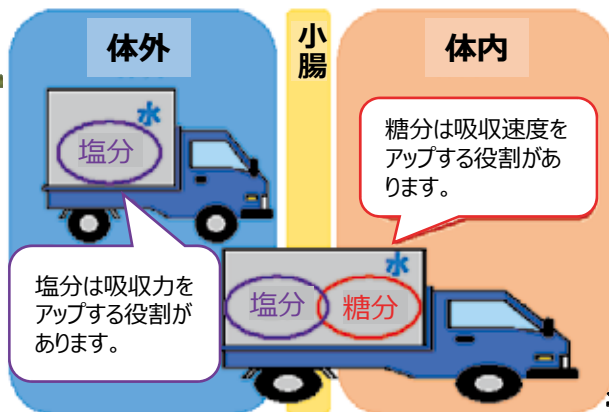 体外
小腸
体内
水
塩分
糖分は吸収速度を
アップする役割があ
ります。
塩分は吸収力を
アップする役割が
あります。
水
塩分
糖分